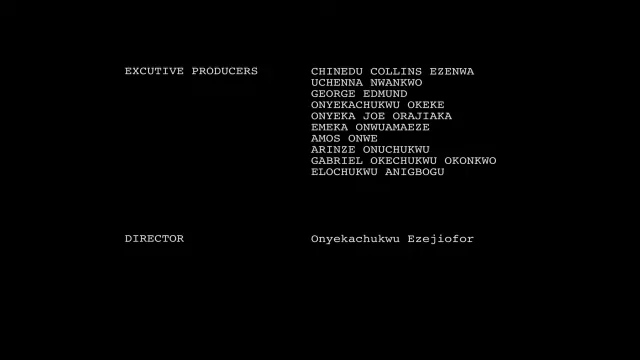 EXCUTIVE PRODUCERS CHINEDU COLLINS EZENWA
UCHENNA NWANKWO
GEORGE EDMUND
ONYEKACHUKWU OKEKE
ONYEKA JOE ORAJIAKA
EMEKA ONWUAMAEZE
AMOS ONWE
ARINZE ONUCHUKWU
GABRIEL OKECHUKWU OKONKWO
ELOCHUKWU ANIGBOGU
DIRECTOR Onyekachukwu Ezejiofor